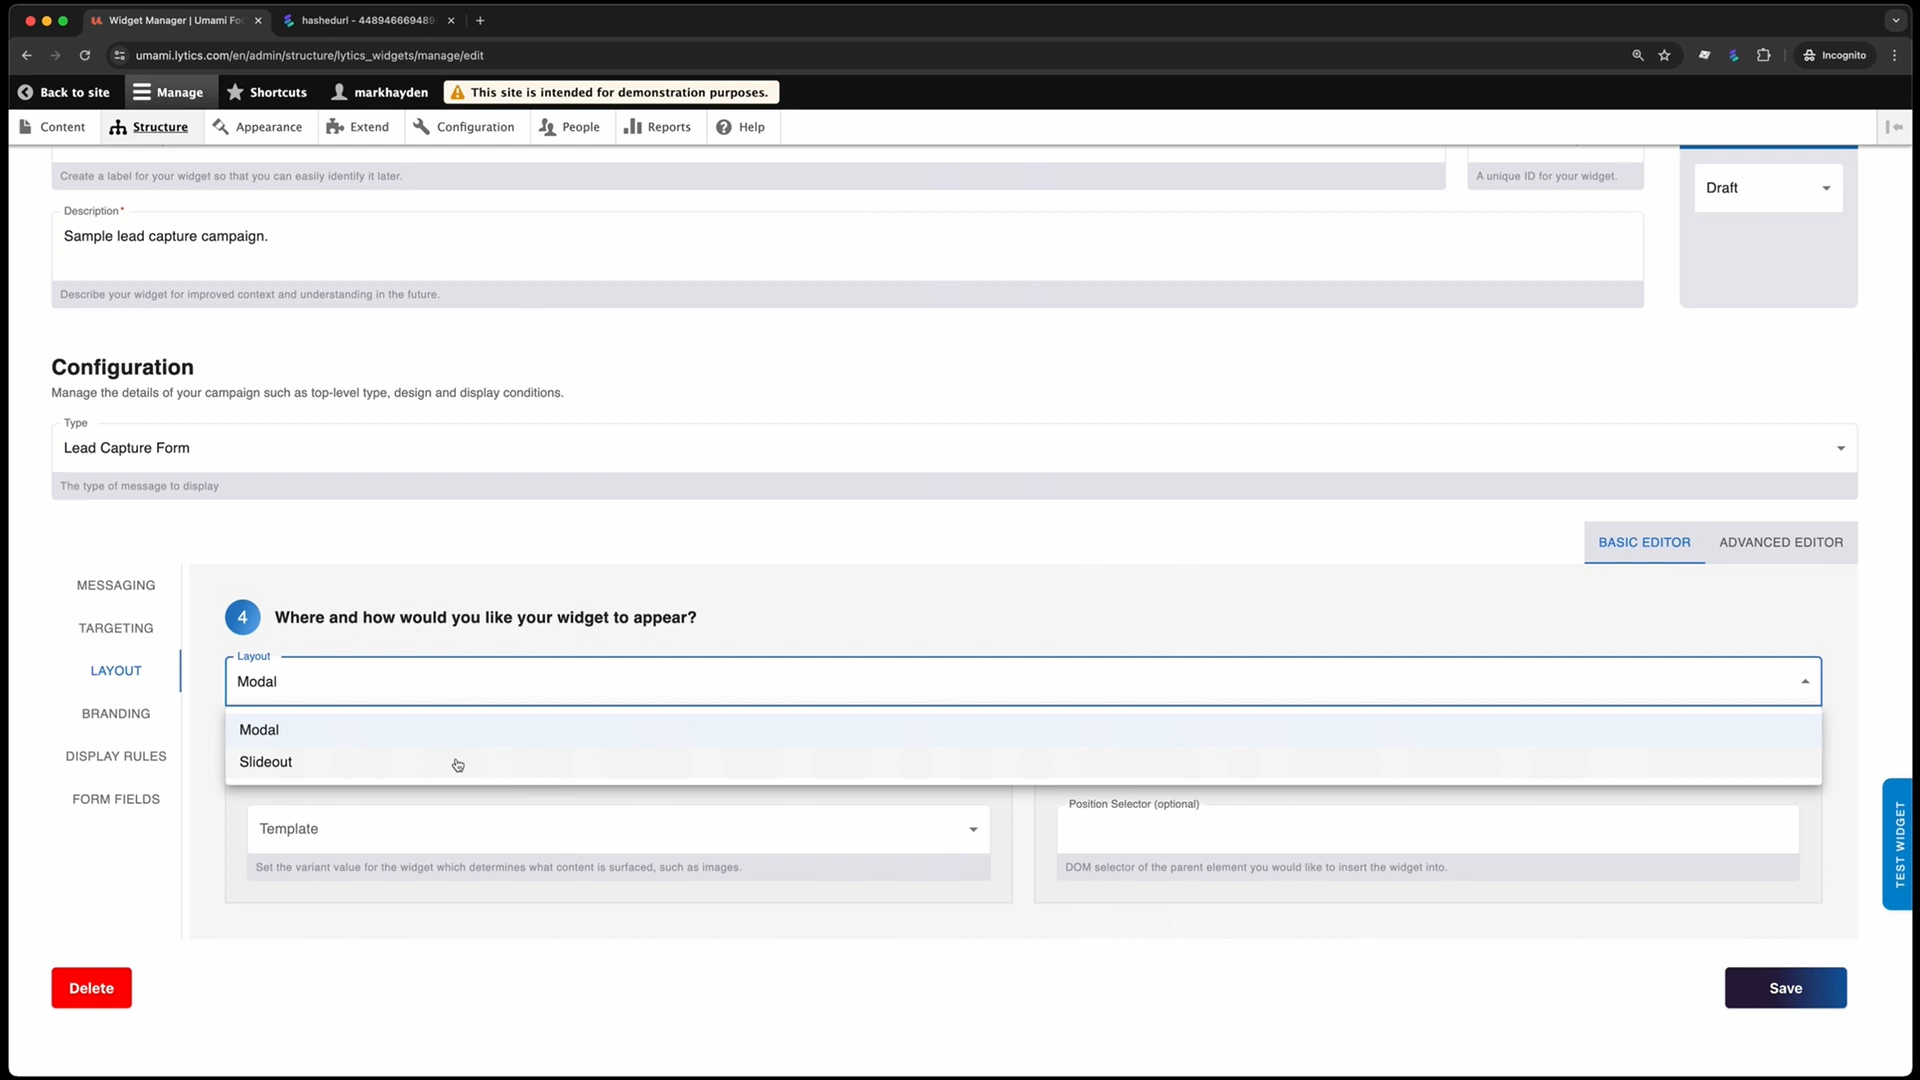 Widget Manager | Umami Fo
hashedurl - 44894666948
umami.lytics.com/en/admin/structure/lytics_widgets/manage/edit
Incognito
Back to site
Manage
Shortcuts
markhayden
This site is intended for demonstration purposes.
Content
Structure
Appearance
Extend
Configuration
People
Reports
Help
Create a label for your widget so that you can easily identify it later.
A unique ID for your widget.
Draft
Description*
Sample lead capture campaign.
Describe your widget for improved context and understanding in the future.
Configuration
Manage the details of your campaign such as top-level type, design and display conditions.
Type
Lead Capture Form
The type of message to display
BASIC EDITOR
ADVANCED EDITOR
MESSAGING
TARGETING
LAYOUT
BRANDING
DISPLAY RULES
FORM FIELDS
4
Where and how would you like your widget to appear?
Layout
Modal
Modal
Slideout
Template
Set the variant value for the widget which determines what content is surfaced, such as images.
Position Selector (optional)
DOM selector of the parent element you would like to insert the widget into.
TEST WIDGET
Delete
Save